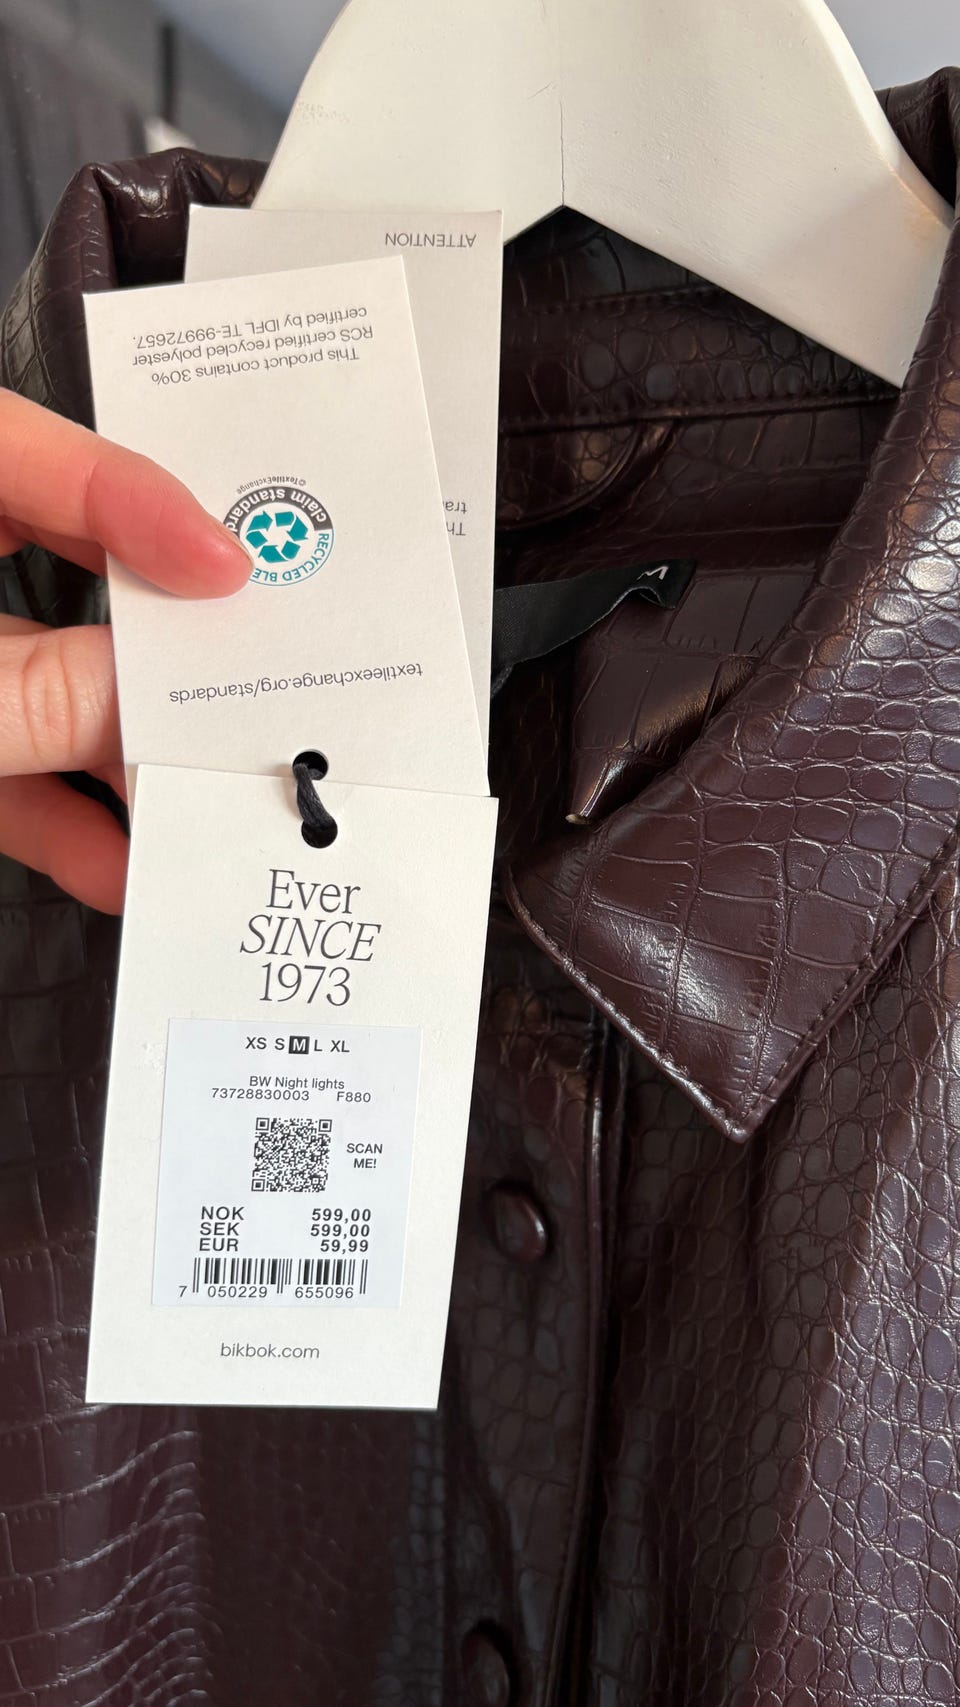 ATTENTION
This product contains 30%
RCS certified recycled polyester
certified by IDFL TE-99972657.
RECYCLED
claim standard
©TextileExchange
textileexchange.org/standards
M
Ever
SINCE
1973
XS S M L XL
BW Night lights
73728830003 F880
SCAN
ME!
NOK 599,00
SEK 599,00
EUR 59,99
7 050229 655096
bikbok.com